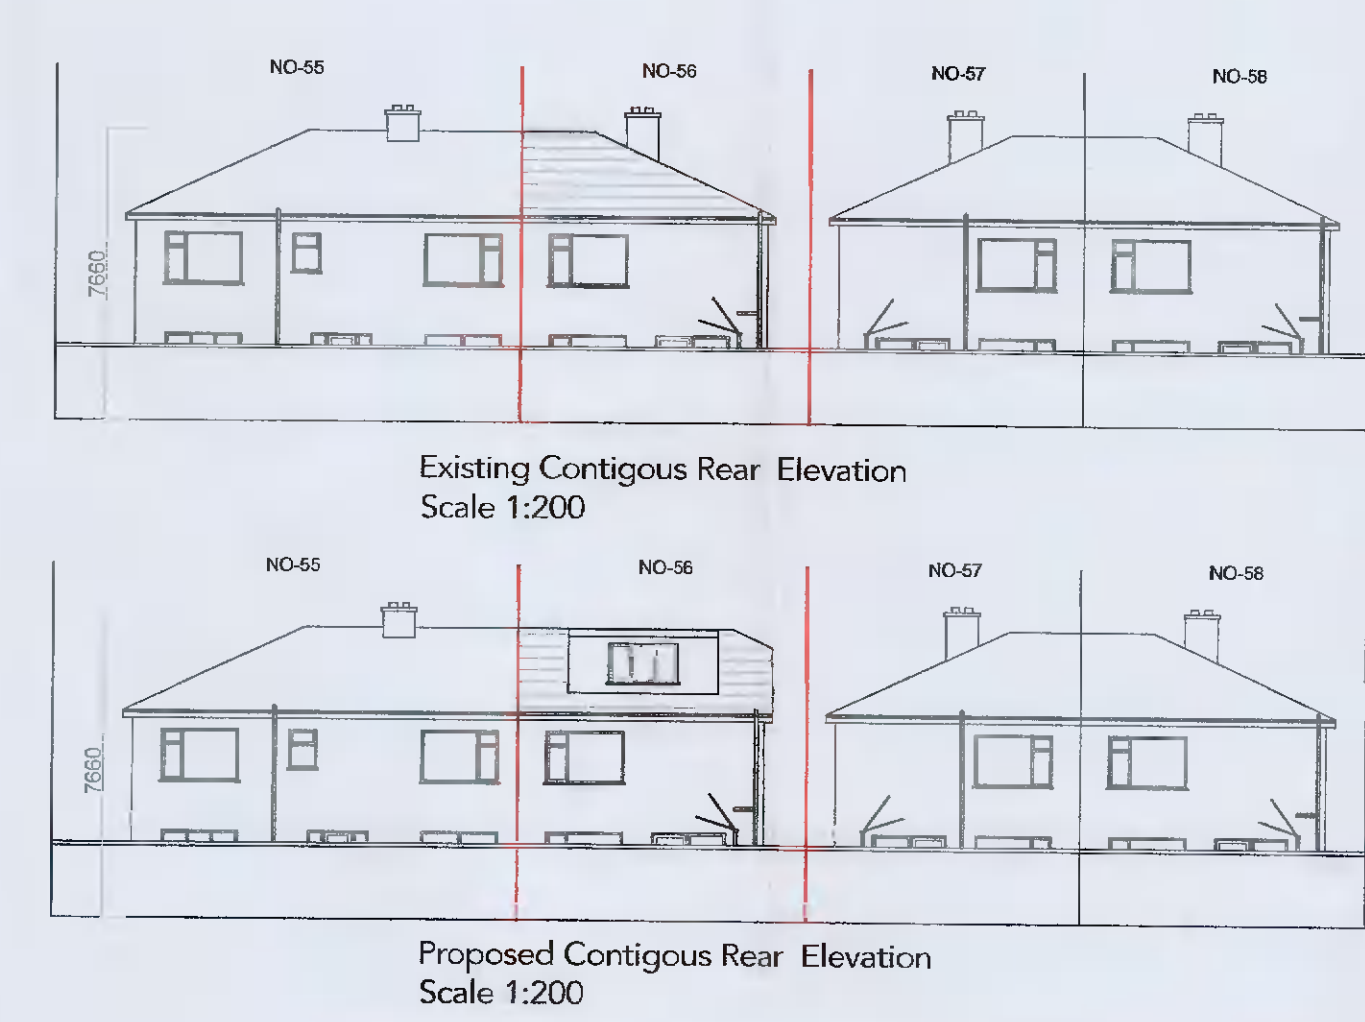 NO-55
NO-56
NO-57
NO-58
7660
Existing Contigous Rear Elevation
Scale 1:200
NO-55
NO-56
NO-57
NO-58
7660
Proposed Contigous Rear Elevation
Scale 1:200